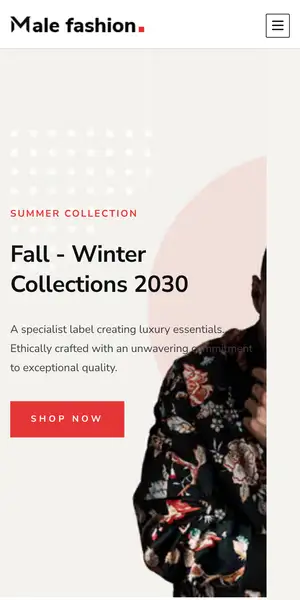 Male fashion.
SUMMER COLLECTION
Fall - Winter
Collections 2030
A specialist label creating luxury essentials.
Ethically crafted with an unwavering commitment
to exceptional quality.
SHOP NOW